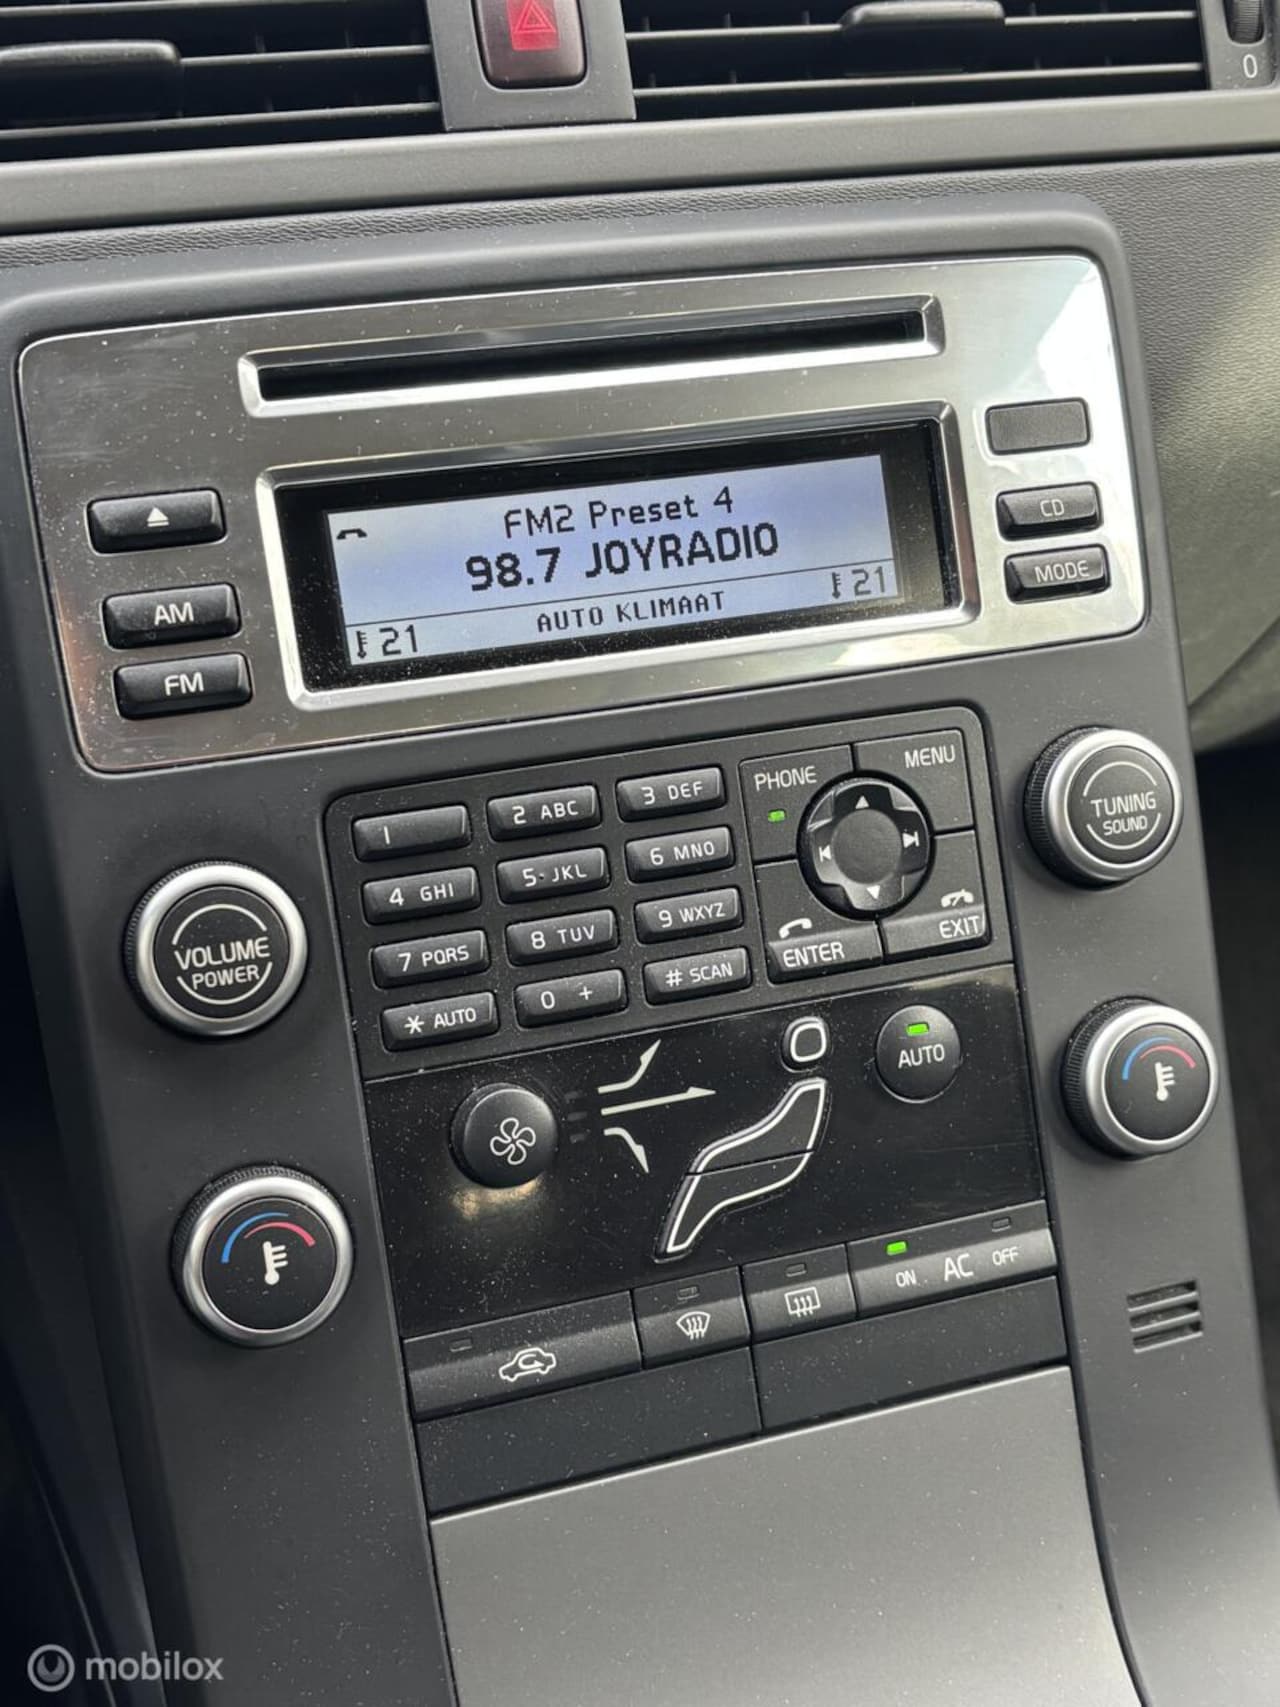 0
FM2 Preset 4
98.7 JOYRADIO
21 AUTO KLIMAAT 21
AM
FM
CD
MODE
PHONE
MENU
1
2 ABC
3 DEF
4 GHI
5 JKL
6 MNO
7 PQRS
8 TUV
9 WXYZ
* AUTO
0 +
# SCAN
ENTER
EXIT
TUNING
SOUND
VOLUME
POWER
AUTO
ON AC OFF
mobilox